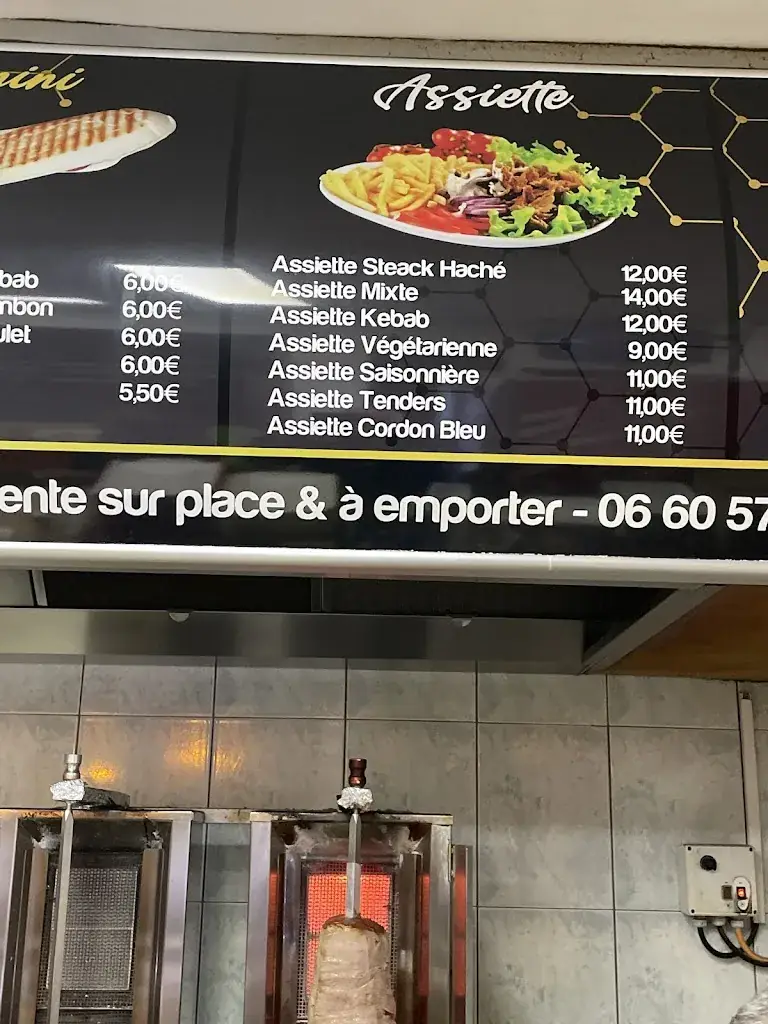 Assiette
bab 6,00€
mbon 6,00€
ulet 6,00€
6,00€
5,50€
Assiette Steack Haché 12,00€
Assiette Mixte 14,00€
Assiette Kebab 12,00€
Assiette Végétarienne 9,00€
Assiette Saisonnière 11,00€
Assiette Tenders 11,00€
Assiette Cordon Bleu 11,00€
ente sur place & à emporter - 06 60 57